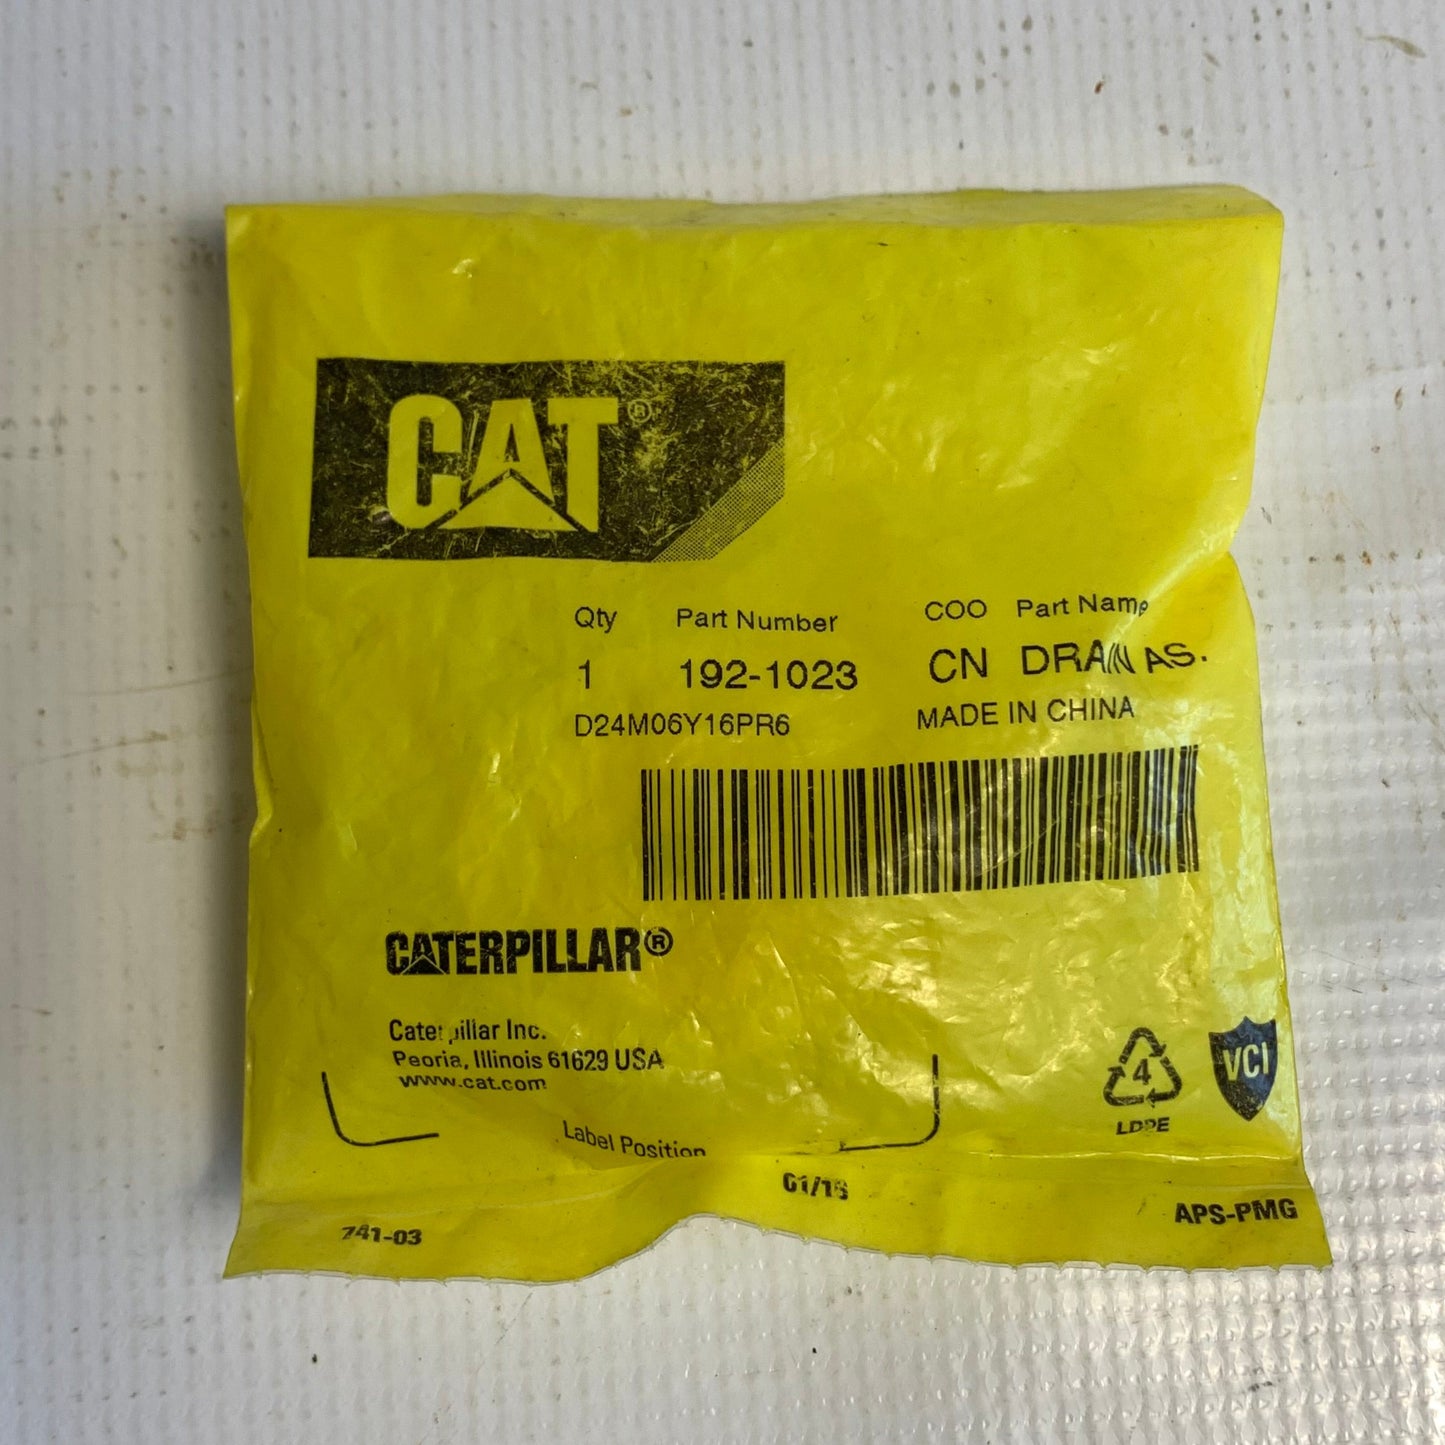 CAT®
Qty Part Number COO Part Name
1 192-1023 CN DRAIN AS.
D24M06Y16PR6 MADE IN CHINA
CATERPILLAR®
Caterpillar Inc.
Peoria, Illinois 61629 USA
www.cat.com
4
LDPE
VCI
Label Position
741-03
APS-PMG